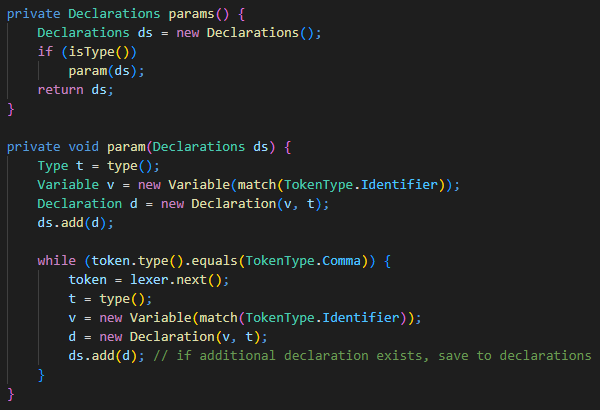 private Declarations params() {
    Declarations ds = new Declarations();
    if (isType())
        param(ds);
    return ds;
}

private void param(Declarations ds) {
    Type t = type();
    Variable v = new Variable(match(TokenType.Identifier));
    Declaration d = new Declaration(v, t);
    ds.add(d);

    while (token.type().equals(TokenType.Comma)) {
        token = lexer.next();
        t = type();
        v = new Variable(match(TokenType.Identifier));
        d = new Declaration(v, t);
        ds.add(d); // if additional declaration exists, save to declarations
    }
}